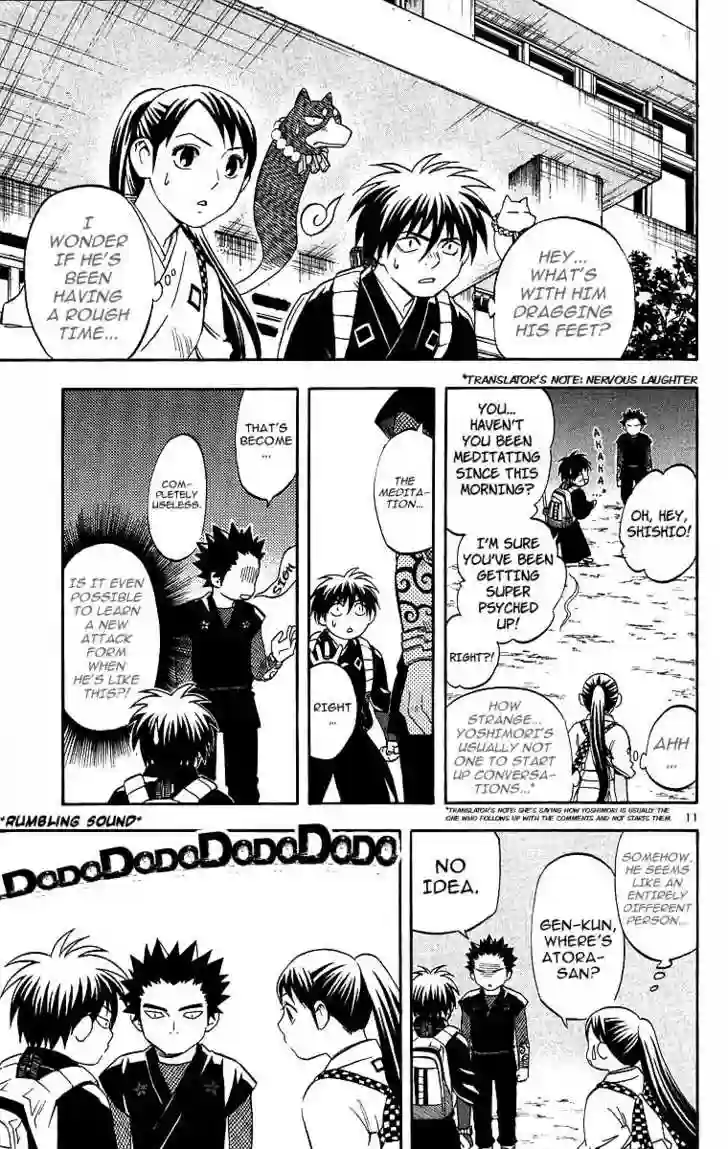 HEY...
WHAT'S
WITH HIM
DRAGGING
HIS FEET?
I
WONDER
IF HE'S
BEEN
HAVING
A ROUGH
TIME...
*TRANSLATOR'S NOTE: NERVOUS LAUGHTER
AHAHA*
...
OH, HEY,
SHISHIO!
YOU...
HAVEN'T
YOU BEEN
MEDITATING
SINCE THIS
MORNING?
I'M SURE
YOU'VE BEEN
GETTING
SUPER
PSYCHED
UP!
RIGHT?!
AHH
...
HOW
STRANGE...
YOSHIMORI'S
USUALLY NOT
ONE TO START
UP CONVERSA-
TIONS...*
*TRANSLATOR'S NOTE: SHE'S SAYING HOW YOSHIMORI IS USUALLY THE
ONE WHO FOLLOWS UP WITH THE COMMENTS AND NOT STARTS THEM.
11
THE
MEDITA-
TION...
RIGHT
...
THAT'S
BECOME
...
COM-
PLETELY
USELESS.
SIGH
IS IT EVEN
POSSIBLE
TO LEARN
A NEW
ATTACK
FORM
WHEN
HE'S LIKE
THIS?!
SOMEHOW,
HE SEEMS
LIKE AN
ENTIRELY
DIFFERENT
PERSON...
GEN-KUN,
WHERE'S
ATORA-
SAN?
NO
IDEA.
*RUMBLING SOUND*
DODODODODODODODO